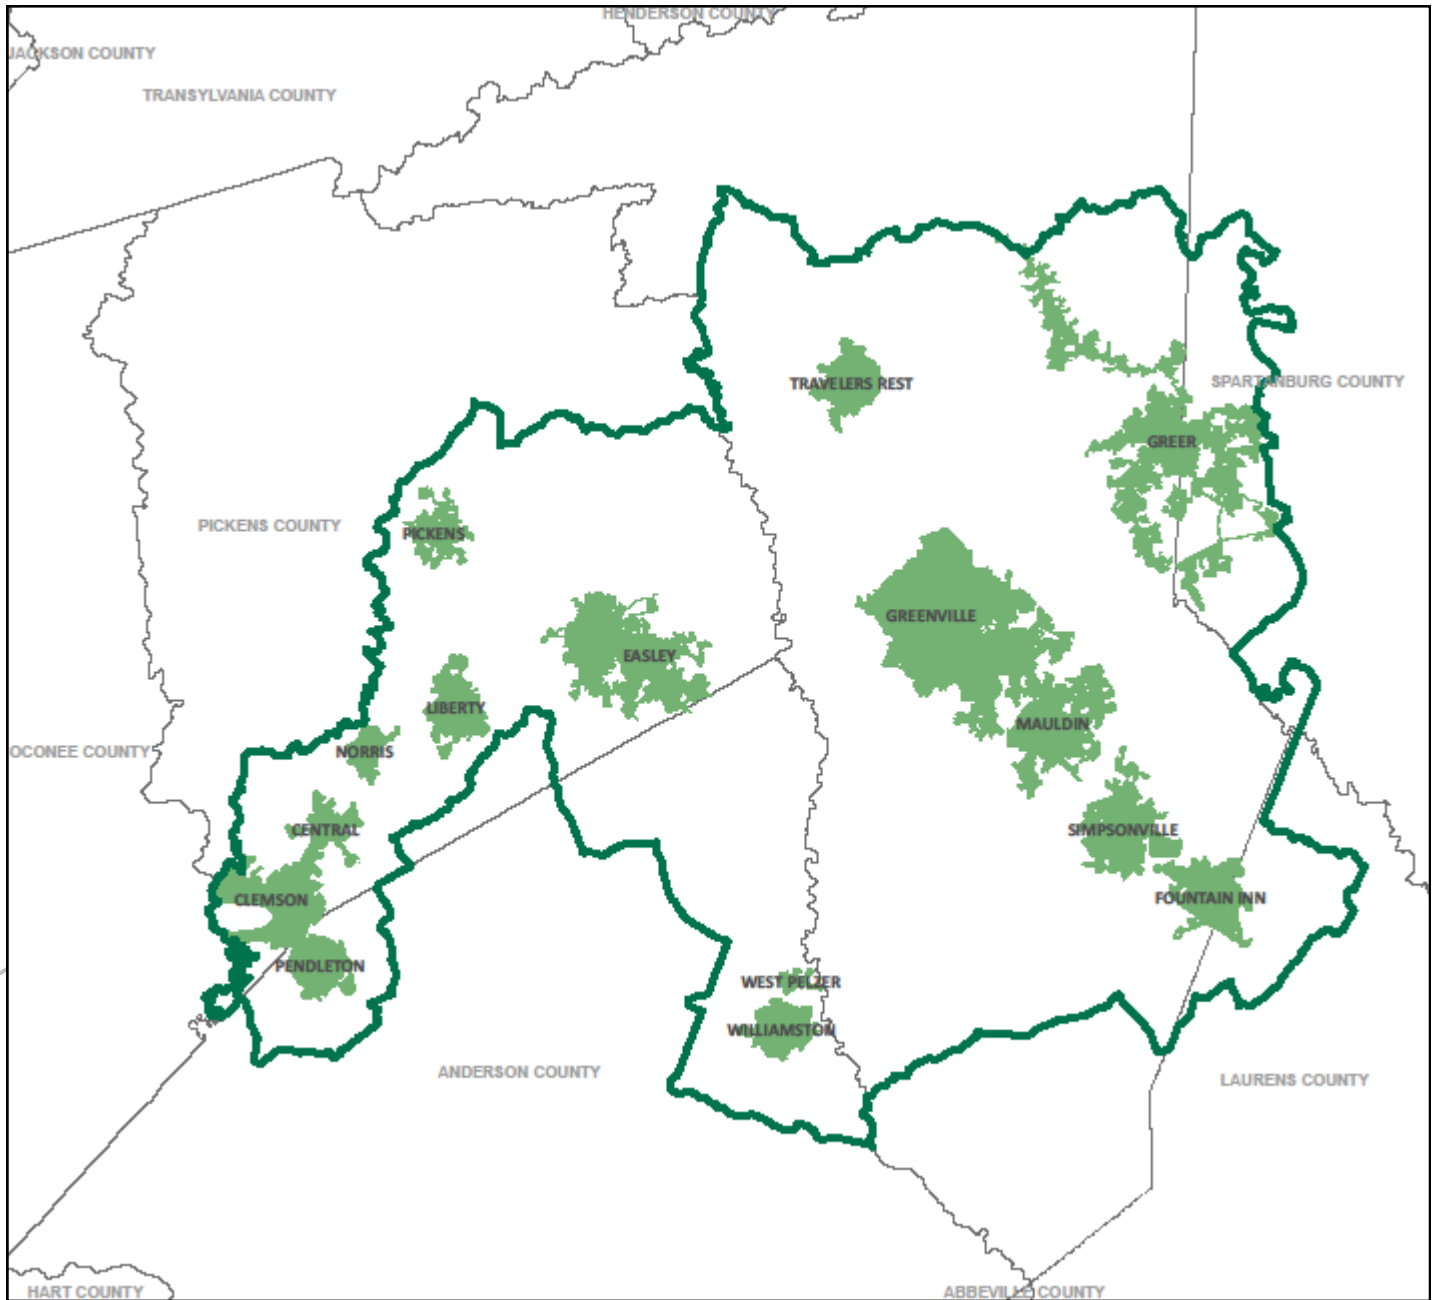 HENDERSON COUNTY
JACKSON COUNTY
TRANSYLVANIA COUNTY
TRAVELERS REST
SPARTANBURG COUNTY
GREER
PICKENS COUNTY
PICKENS
GREENVILLE
EASLEY
LIBERTY
MAULDIN
OCONEE COUNTY
NORRIS
CENTRAL
SIMPSONVILLE
CLEMSON
FOUNTAIN INN
PENDLETON
WEST PELZER
WILLIAMSTON
ANDERSON COUNTY
LAURENS COUNTY
HART COUNTY
ABBEVILLE COUNTY